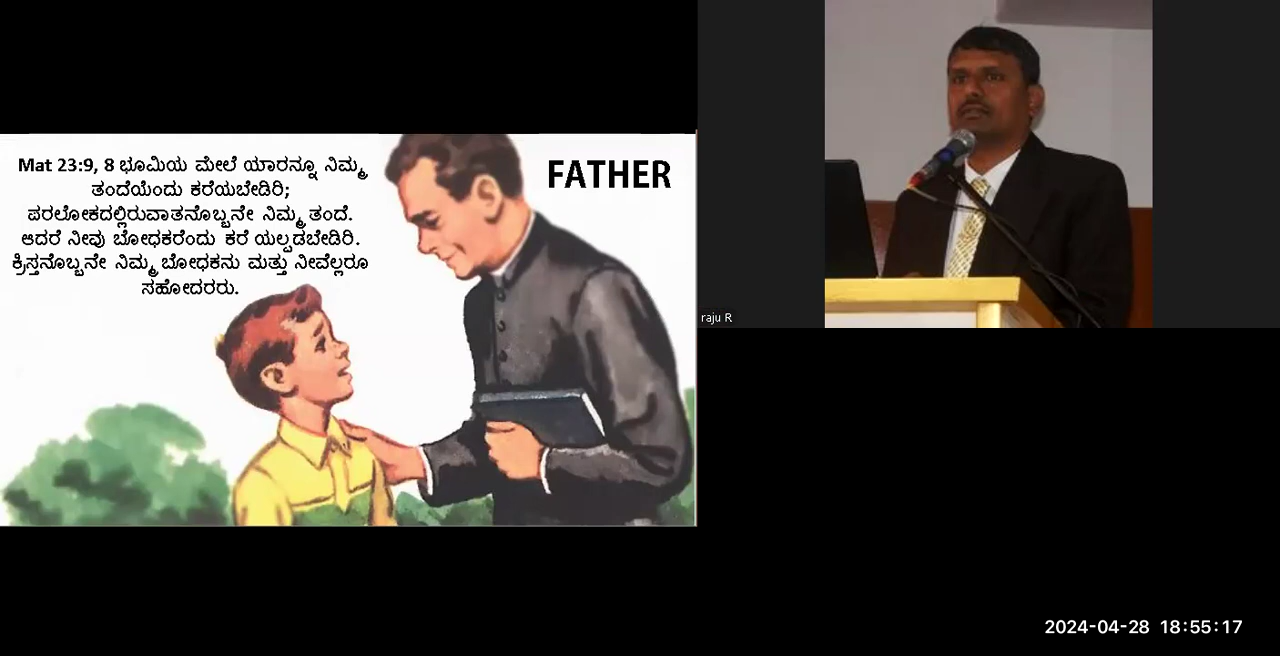 Mat 23:9, 8 ಭೂಮಿಯ ಮೇಲೆ ಯಾರನ್ನೂ ನಿಮ್ಮ
ತಂದೆಯೆಂದು ಕರೆಯಬೇಡಿರಿ;
ಪರಲೋಕದಲ್ಲಿರುವಾತನೊಬ್ಬನೇ ನಿಮ್ಮ ತಂದೆ.
ಆದರೆ ನೀವು ಬೋಧಕರೆಂದು ಕರೆ ಯಲ್ಪಡಬೇಡಿರಿ.
ಕ್ರಿಸ್ತನೊಬ್ಬನೇ ನಿಮ್ಮ ಬೋಧಕನು ಮತ್ತು ನೀವೆಲ್ಲರೂ
ಸಹೋದರರು.
FATHER
raju R
2024-04-28 18:55:17